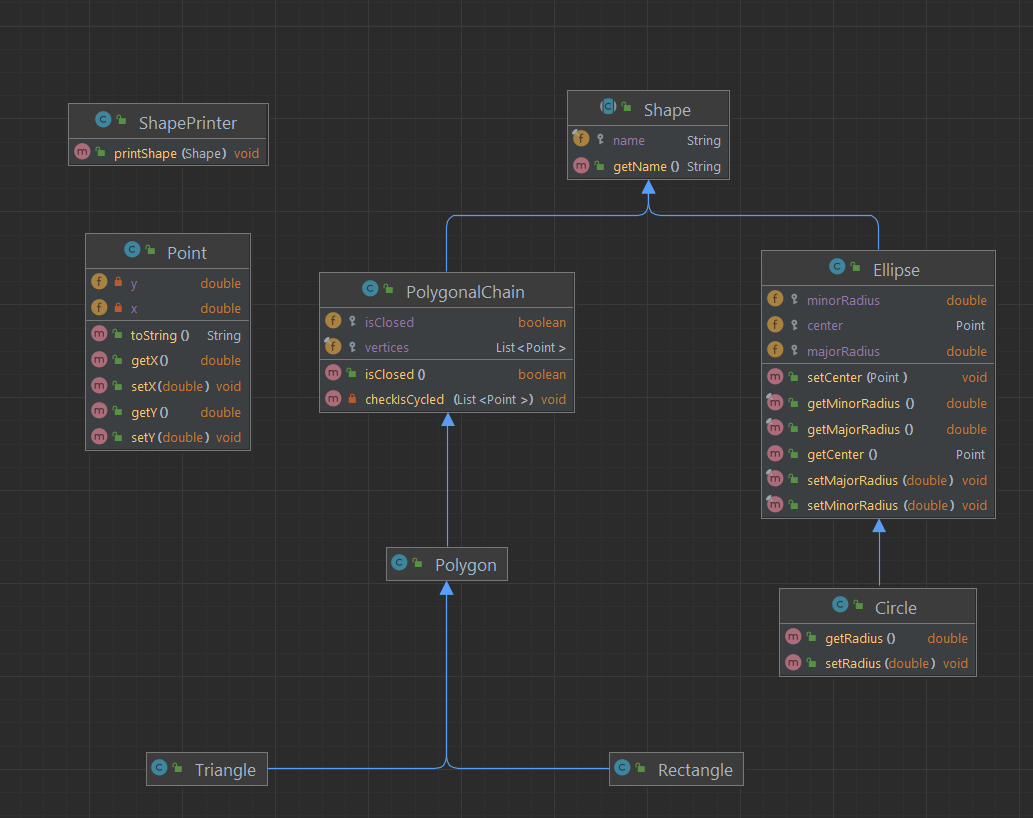 ShapePrinter
m printShape (Shape) void
Shape
f name String
m getName () String
Point
f y double
f x double
m toString () String
m getX () double
m setX (double) void
m getY () double
m setY (double) void
C PolygonalChain
f isClosed boolean
f vertices List <Point >
m isClosed () boolean
m checkIsCycled (List <Point >) void
C Ellipse
f minorRadius double
f center Point
f majorRadius double
m setCenter (Point ) void
m getMinorRadius () double
m getMajorRadius () double
m getCenter () Point
m setMajorRadius (double ) void
m setMinorRadius (double ) void
C Polygon
C Circle
m getRadius () double
m setRadius (double ) void
C Triangle
C Rectangle